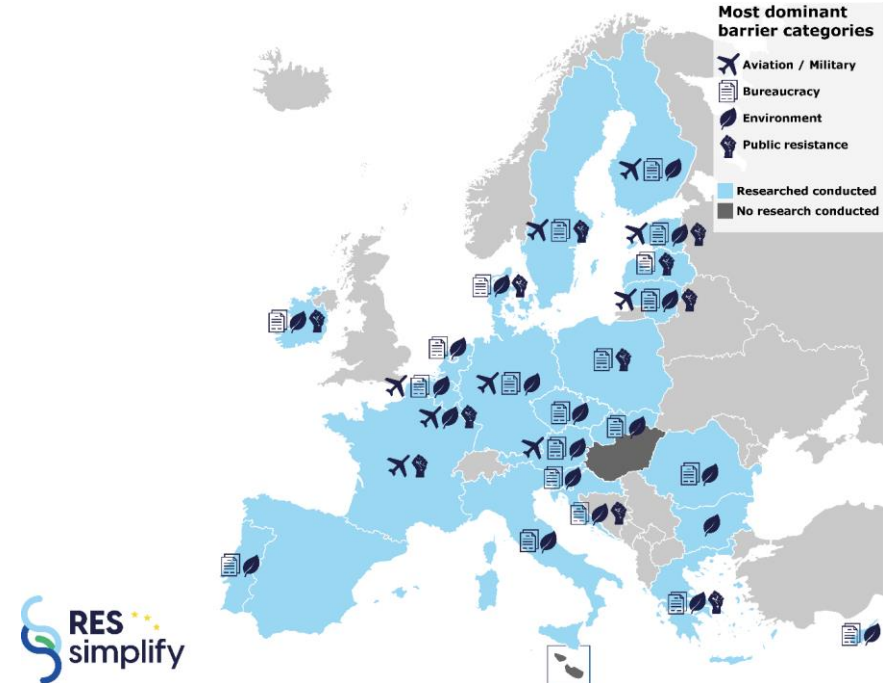 Most dominant
barrier categories
Aviation / Military
Bureaucracy
Environment
Public resistance
Researched conducted
No research conducted
RES
simplify